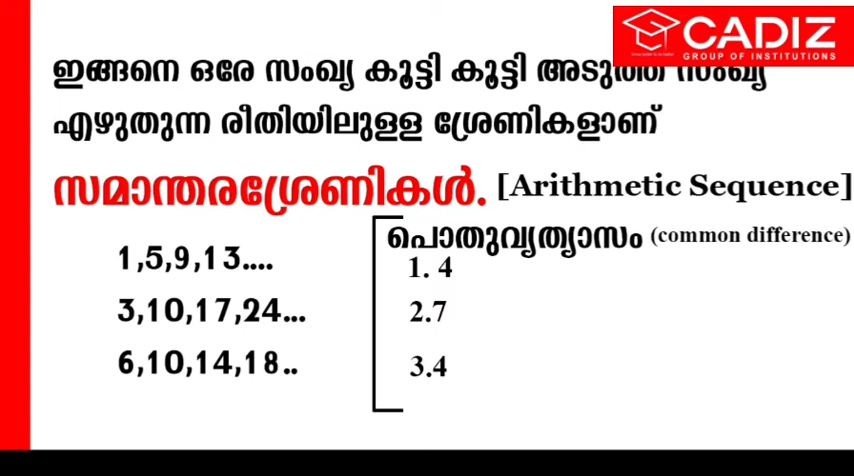 CADIZ
GROUP OF INSTITUTIONS
ഇങ്ങനെ ഒരേ സംഖ്യ കൂട്ടി കൂട്ടി അടുത്ത സംഖ്യ
എഴുതുന്ന രീതിയിലുള്ള ശ്രേണികളാണ്
സമാന്തരശ്രേണികൾ. [Arithmetic Sequence]
പൊതുവ്യത്യാസം (common difference)
1,5,9,13....
1. 4
3,10,17,24...
2.7
6,10,14,18..
3.4